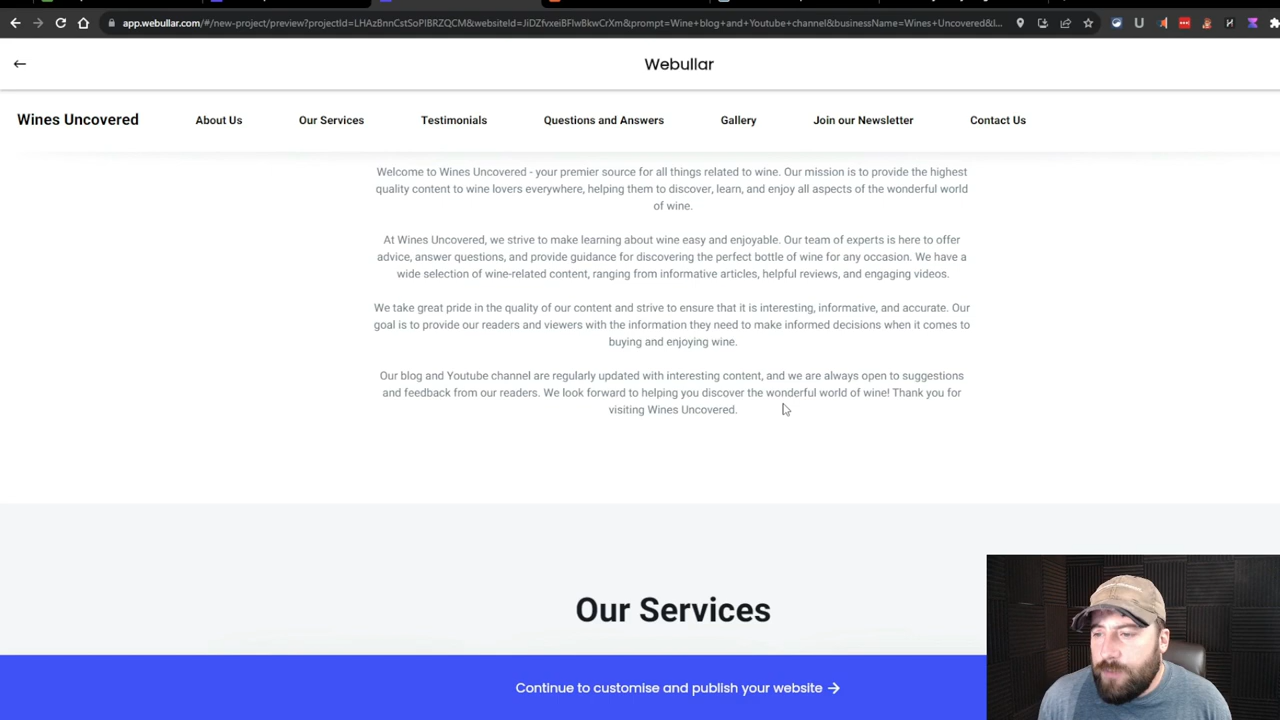 app.webullar.com/#/new-project/preview?projectId=LHAzBnnCstSoPIBRZQCM&websiteId=JiDZfvxeiBFlwBkwCrXm&prompt=Wine+blog+and+Youtube+channel&businessName=Wines+Uncovered&l...
Webullar
Wines Uncovered
About Us
Our Services
Testimonials
Questions and Answers
Gallery
Join our Newsletter
Contact Us
Welcome to Wines Uncovered - your premier source for all things related to wine. Our mission is to provide the highest
quality content to wine lovers everywhere, helping them to discover, learn, and enjoy all aspects of the wonderful world
of wine.
At Wines Uncovered, we strive to make learning about wine easy and enjoyable. Our team of experts is here to offer
advice, answer questions, and provide guidance for discovering the perfect bottle of wine for any occasion. We have a
wide selection of wine-related content, ranging from informative articles, helpful reviews, and engaging videos.
We take great pride in the quality of our content and strive to ensure that it is interesting, informative, and accurate. Our
goal is to provide our readers and viewers with the information they need to make informed decisions when it comes to
buying and enjoying wine.
Our blog and Youtube channel are regularly updated with interesting content, and we are always open to suggestions
and feedback from our readers. We look forward to helping you discover the wonderful world of wine! Thank you for
visiting Wines Uncovered.
Our Services
Continue to customise and publish your website →